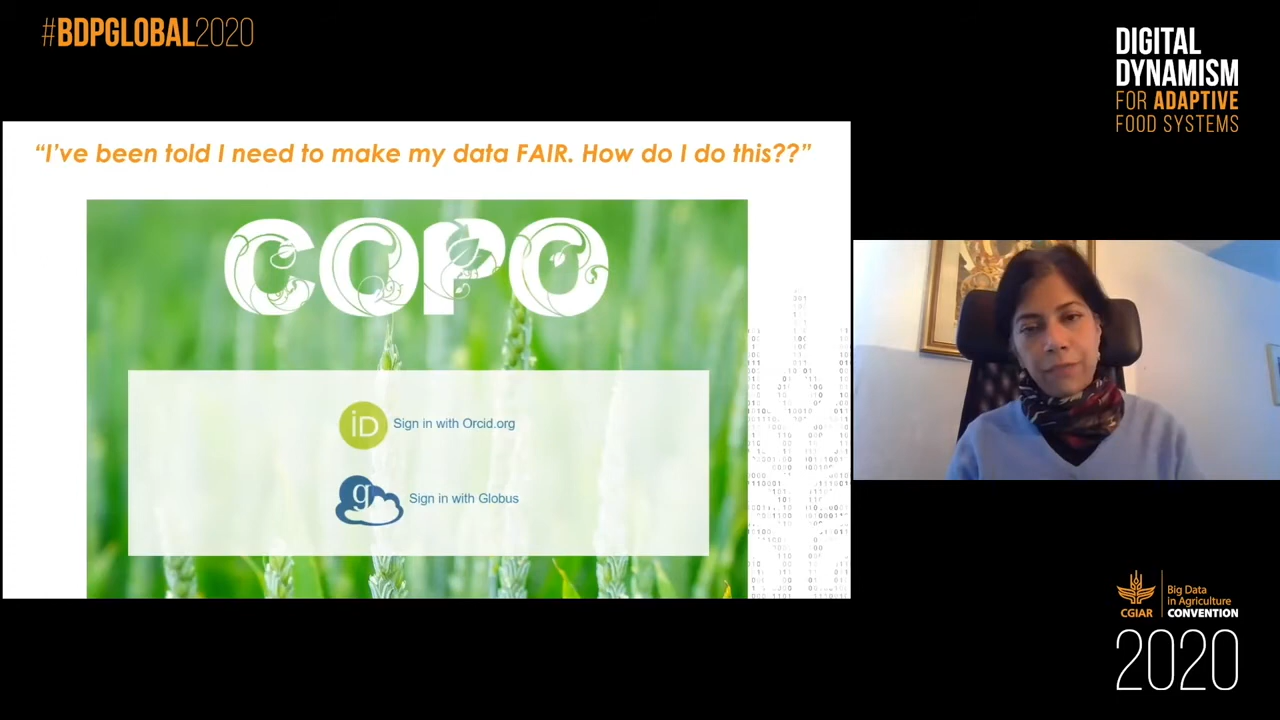 #BDPGLOBAL2020
DIGITAL
DYNAMISM
FOR ADAPTIVE
FOOD SYSTEMS
“I’ve been told I need to make my data FAIR. How do I do this??”
COPO
iD Sign in with Orcid.org
g Sign in with Globus
CGIAR
Big Data
in Agriculture
CONVENTION
2020